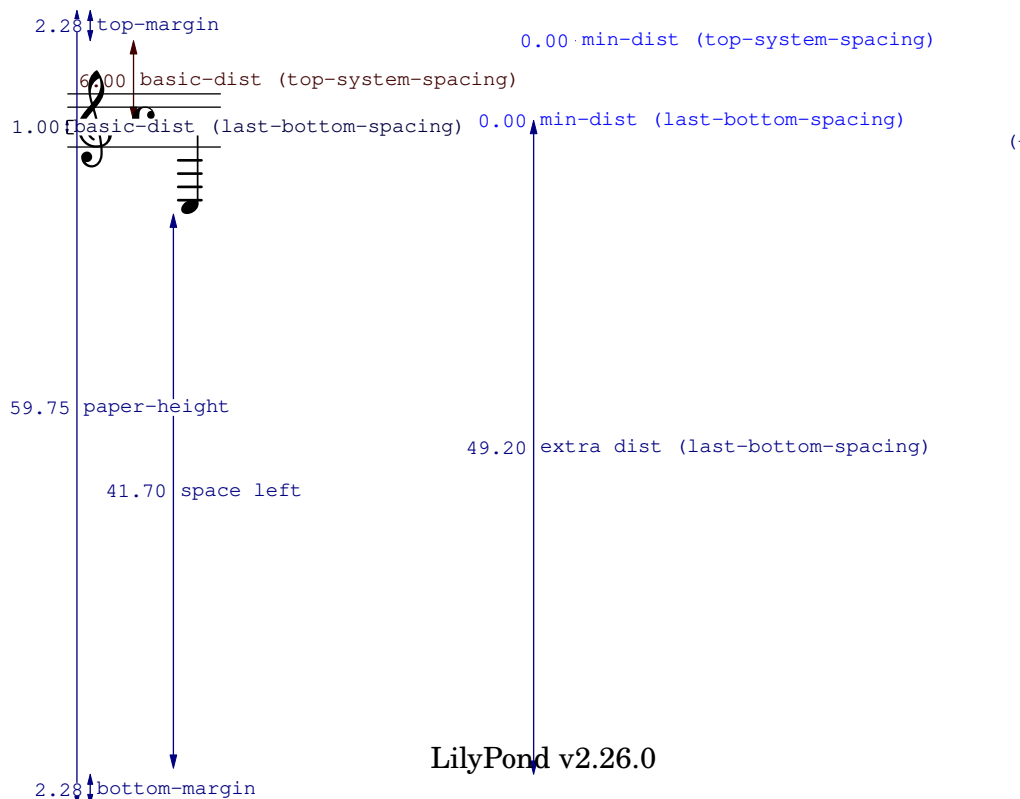 2.28 top-margin
0.00 min-dist (top-system-spacing)
6.00 basic-dist (top-system-spacing)
1.00 basic-dist (last-bottom-spacing)
0.00 min-dist (last-bottom-spacing)
59.75 paper-height
49.20 extra dist (last-bottom-spacing)
41.70 space left
LilyPond v2.26.0
2.28 bottom-margin